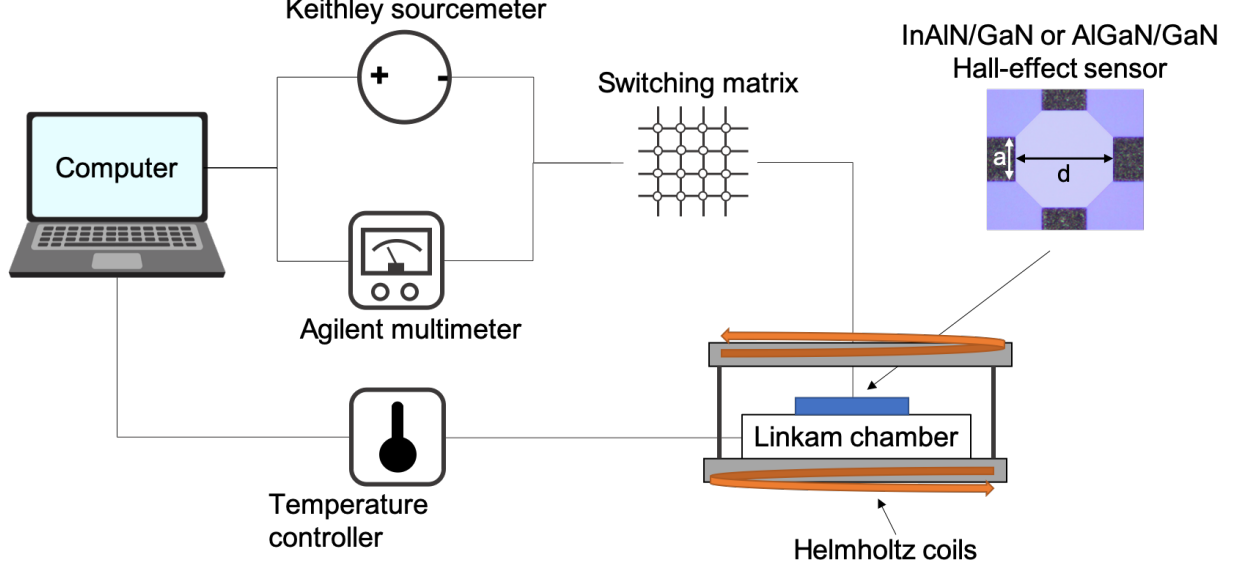 Keithley sourcemeter
InAlN/GaN or AlGaN/GaN
Hall-effect sensor
Switching matrix
+
-
Computer
a
d
Agilent multimeter
Linkam chamber
Temperature
controller
Helmholtz coils